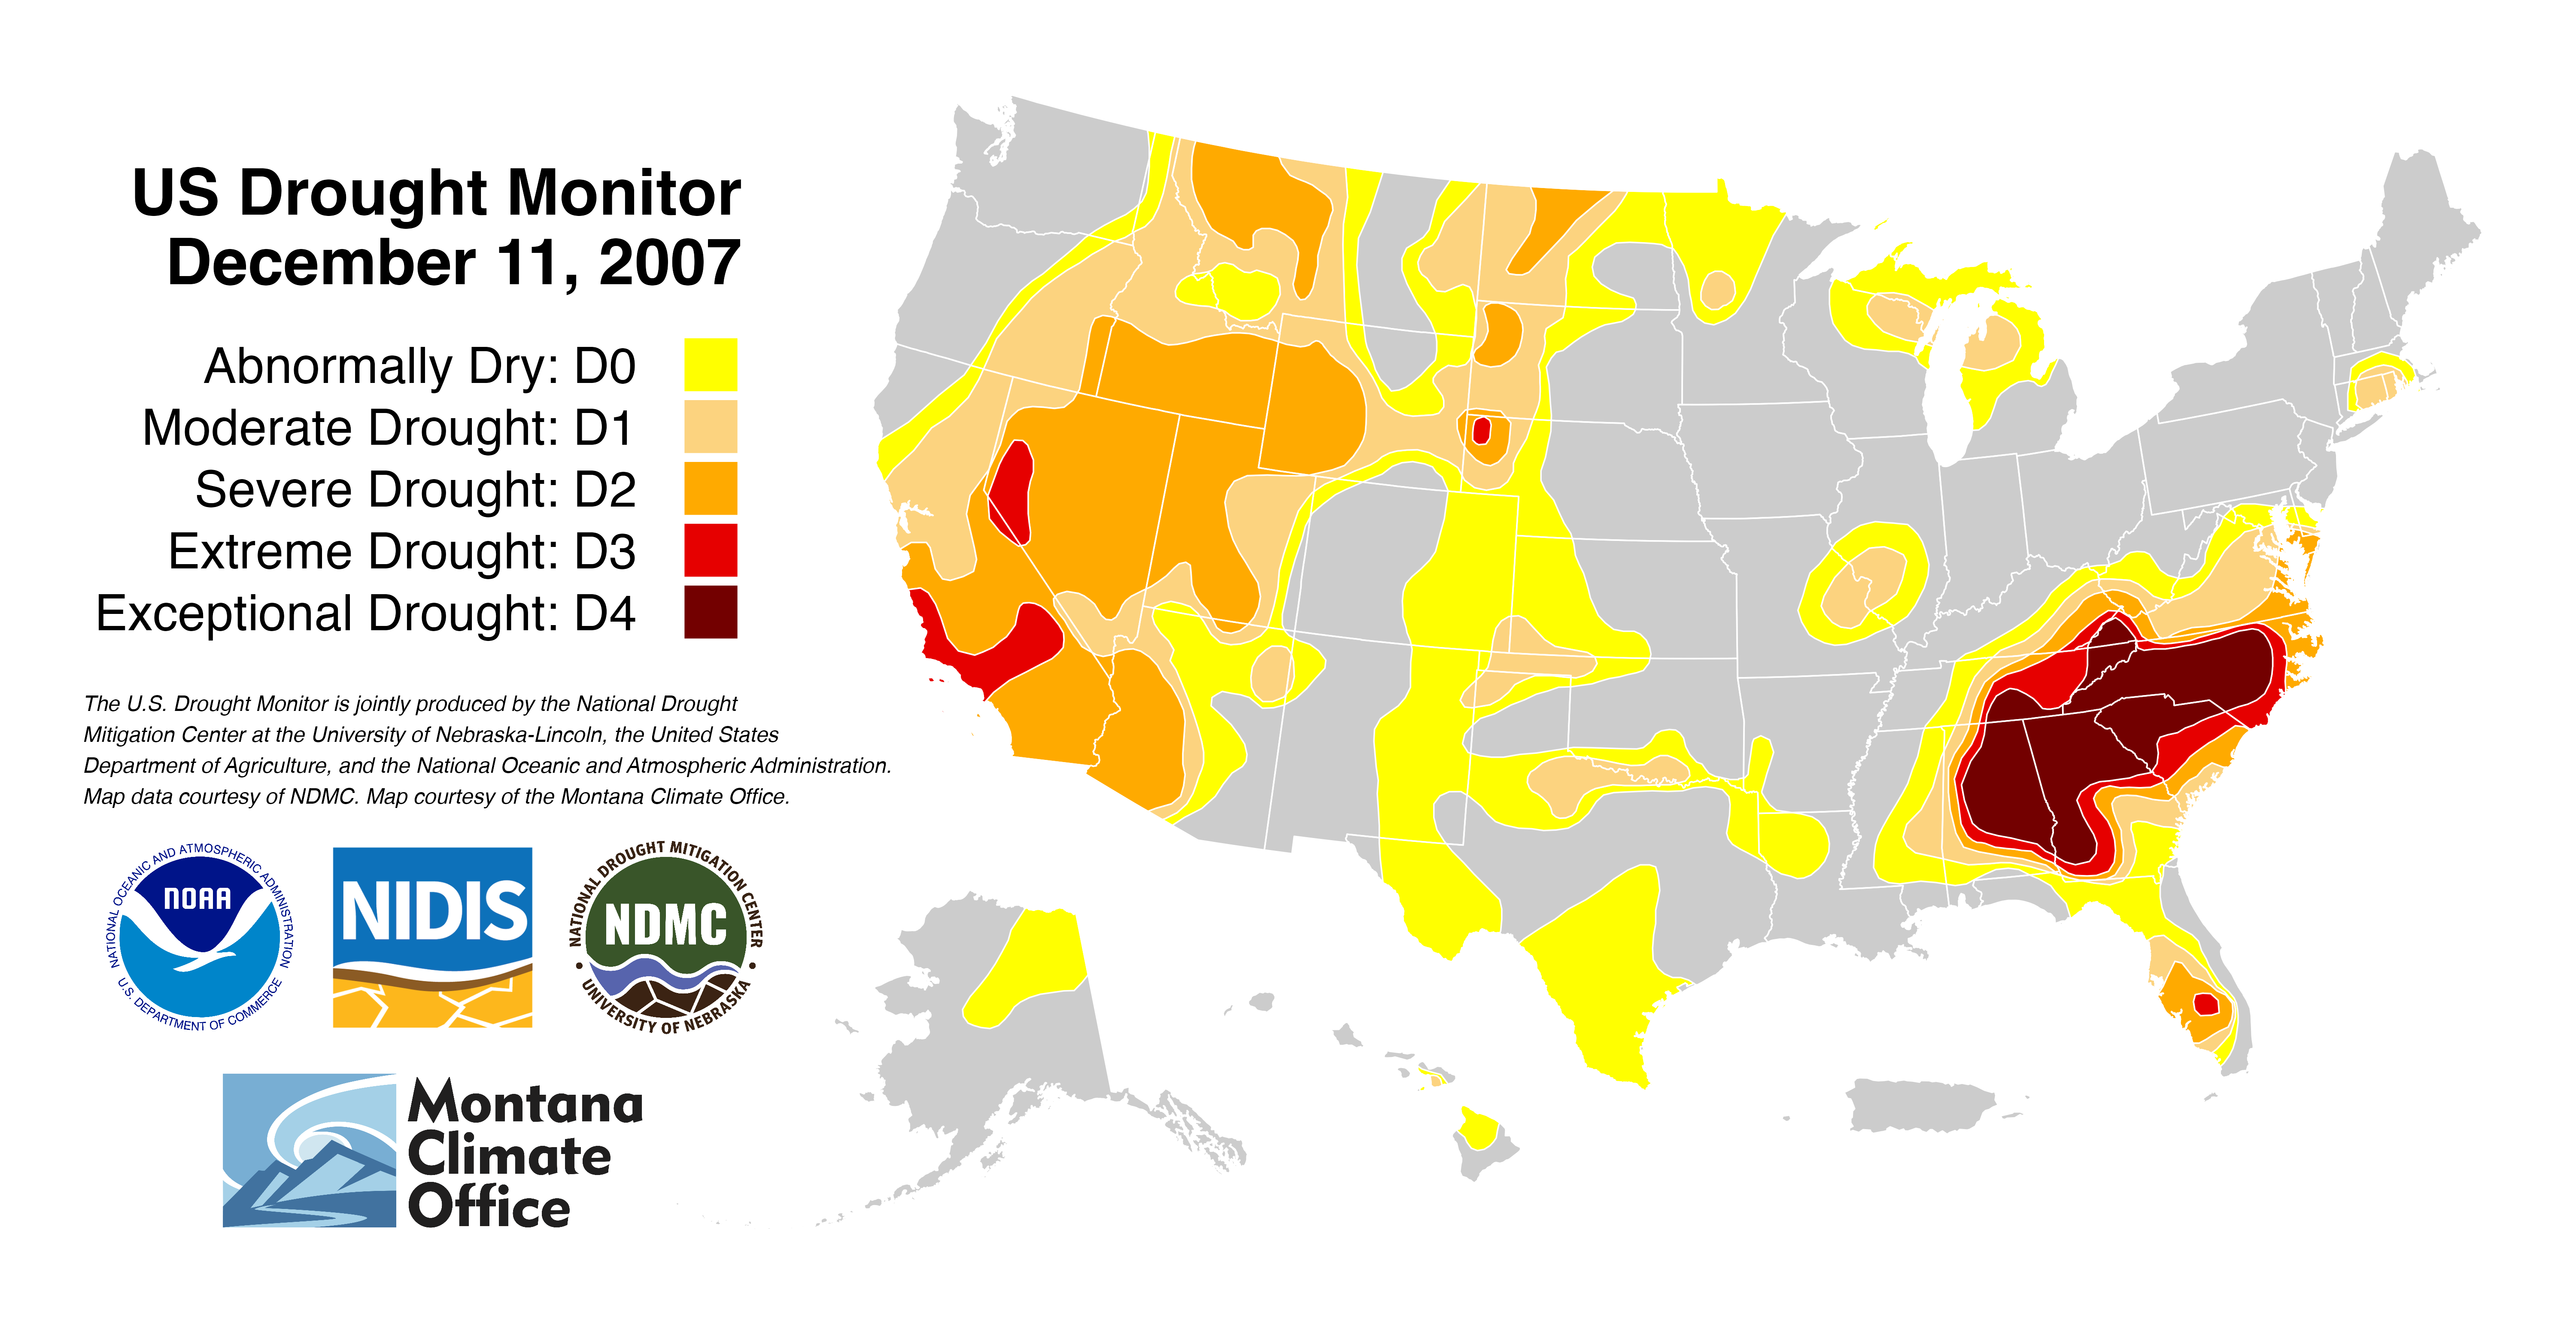 US Drought Monitor
December 11, 2007
Abnormally Dry: D0
Moderate Drought: D1
Severe Drought: D2
Extreme Drought: D3
Exceptional Drought: D4
The U.S. Drought Monitor is jointly produced by the National Drought
Mitigation Center at the University of Nebraska-Lincoln, the United States
Department of Agriculture, and the National Oceanic and Atmospheric Administration.
Map data courtesy of NDMC. Map courtesy of the Montana Climate Office.
NATIONAL OCEANIC AND ATMOSPHERIC ADMINISTRATION
NOAA
U.S. DEPARTMENT OF COMMERCE
NIDIS
NATIONAL DROUGHT MITIGATION CENTER
NDMC
UNIVERSITY OF NEBRASKA
Montana
Climate
Office